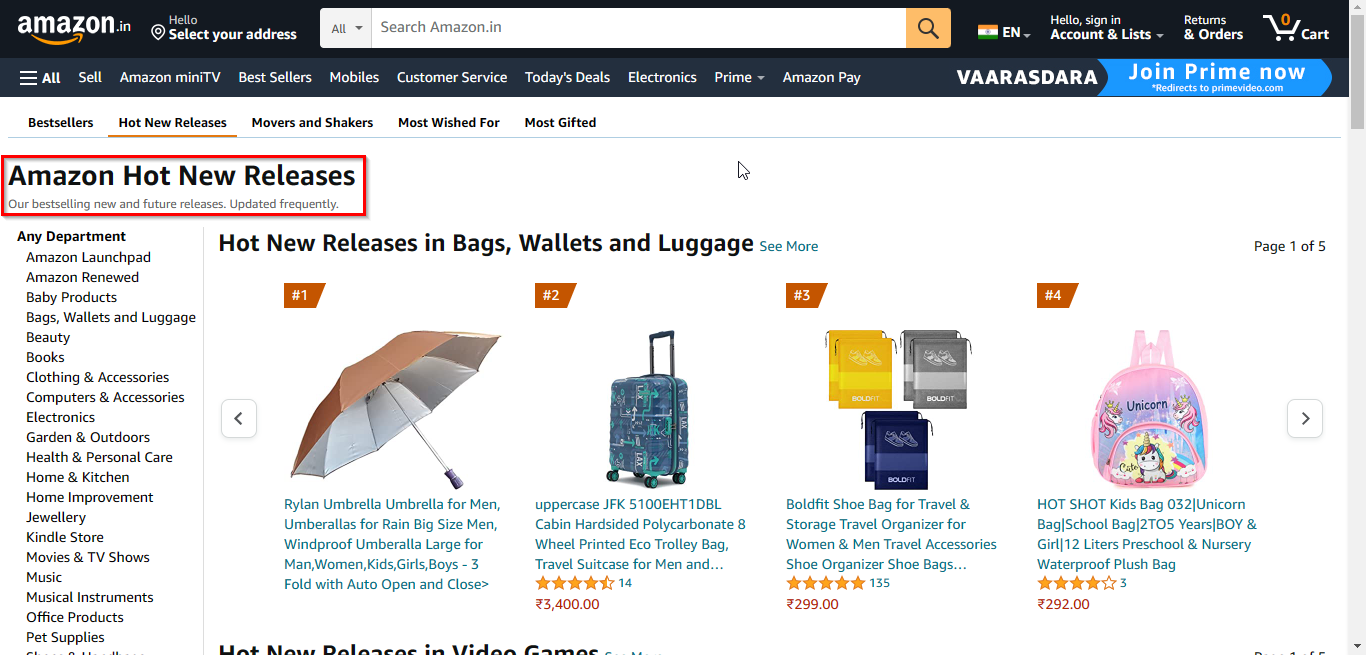 amazon.in
Hello
Select your address
All
Search Amazon.in
EN
Hello, sign in
Account & Lists
Returns
& Orders
0
Cart
All
Sell
Amazon miniTV
Best Sellers
Mobiles
Customer Service
Today's Deals
Electronics
Prime
Amazon Pay
VAARASDARA
Join Prime now
*Redirects to primevideo.com
Bestsellers
Hot New Releases
Movers and Shakers
Most Wished For
Most Gifted
Amazon Hot New Releases
Our bestselling new and future releases. Updated frequently.
Any Department
Amazon Launchpad
Amazon Renewed
Baby Products
Bags, Wallets and Luggage
Beauty
Books
Clothing & Accessories
Computers & Accessories
Electronics
Garden & Outdoors
Health & Personal Care
Home & Kitchen
Home Improvement
Jewellery
Kindle Store
Movies & TV Shows
Music
Musical Instruments
Office Products
Pet Supplies
Hot New Releases in Bags, Wallets and Luggage See More
Page 1 of 5
#1
Rylan Umbrella Umbrella for Men,
Umberallas for Rain Big Size Men,
Windproof Umberalla Large for
Man,Women,Kids,Girls,Boys - 3
Fold with Auto Open and Close>
#2
LAX
LAX
uppercase JFK 5100EHT1DBL
Cabin Hardsided Polycarbonate 8
Wheel Printed Eco Trolley Bag,
Travel Suitcase for Men and…
14
₹3,400.00
#3
BOLDFIT
BOLDFIT
BOLDFIT
Boldfit Shoe Bag for Travel &
Storage Travel Organizer for
Women & Men Travel Accessories
Shoe Organizer Shoe Bags…
135
₹299.00
#4
Unicorn
Cute
HOT SHOT Kids Bag 032|Unicorn
Bag|School Bag|2TO5 Years|BOY &
Girl|12 Liters Preschool & Nursery
Waterproof Plush Bag
3
₹292.00
Hot New Releases in Video Games See More
Page 1 of 5